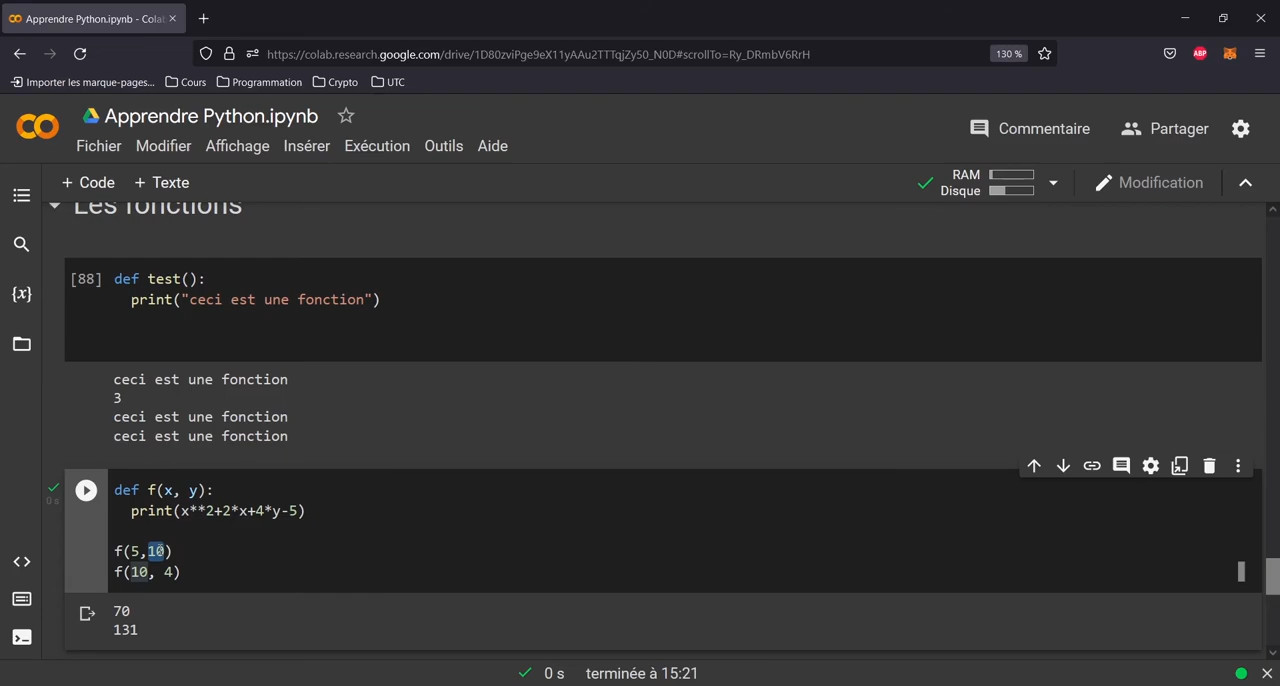 Apprendre Python.ipynb - Colab
https://colab.research.google.com/drive/1D80zviPge9eX11yAAu2TTTqjZy50_N0D#scrollTo=Ry_DRmbV6RrH
130 %
ABP
Importer les marque-pages...
Cours
Programmation
Crypto
UTC
Apprendre Python.ipynb
Commentaire
Partager
Fichier Modifier Affichage Insérer Exécution Outils Aide
+ Code + Texte
RAM
Disque
Modification
Les fonctions
[88] def test():
print("ceci est une fonction")
ceci est une fonction
3
ceci est une fonction
ceci est une fonction
0 s
def f(x, y):
print(x**2+2*x+4*y-5)
f(5,10)
f(10, 4)
70
131
0 s terminée à 15:21